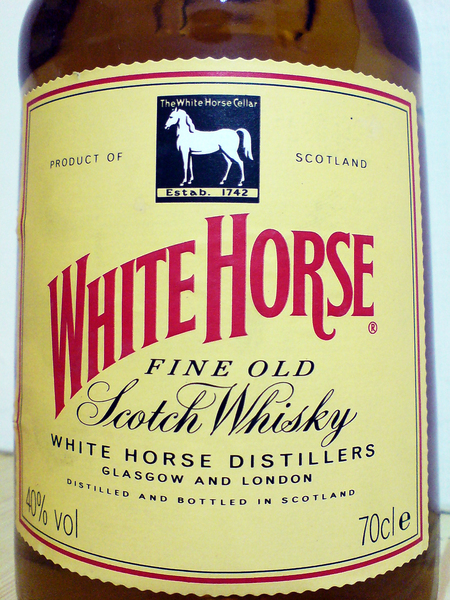 The White Horse Cellar
Estab. 1742
PRODUCT OF SCOTLAND
WHITE HORSE ®
FINE OLD
Scotch Whisky
WHITE HORSE DISTILLERS
GLASGOW AND LONDON
DISTILLED AND BOTTLED IN SCOTLAND
40% vol 70cl e